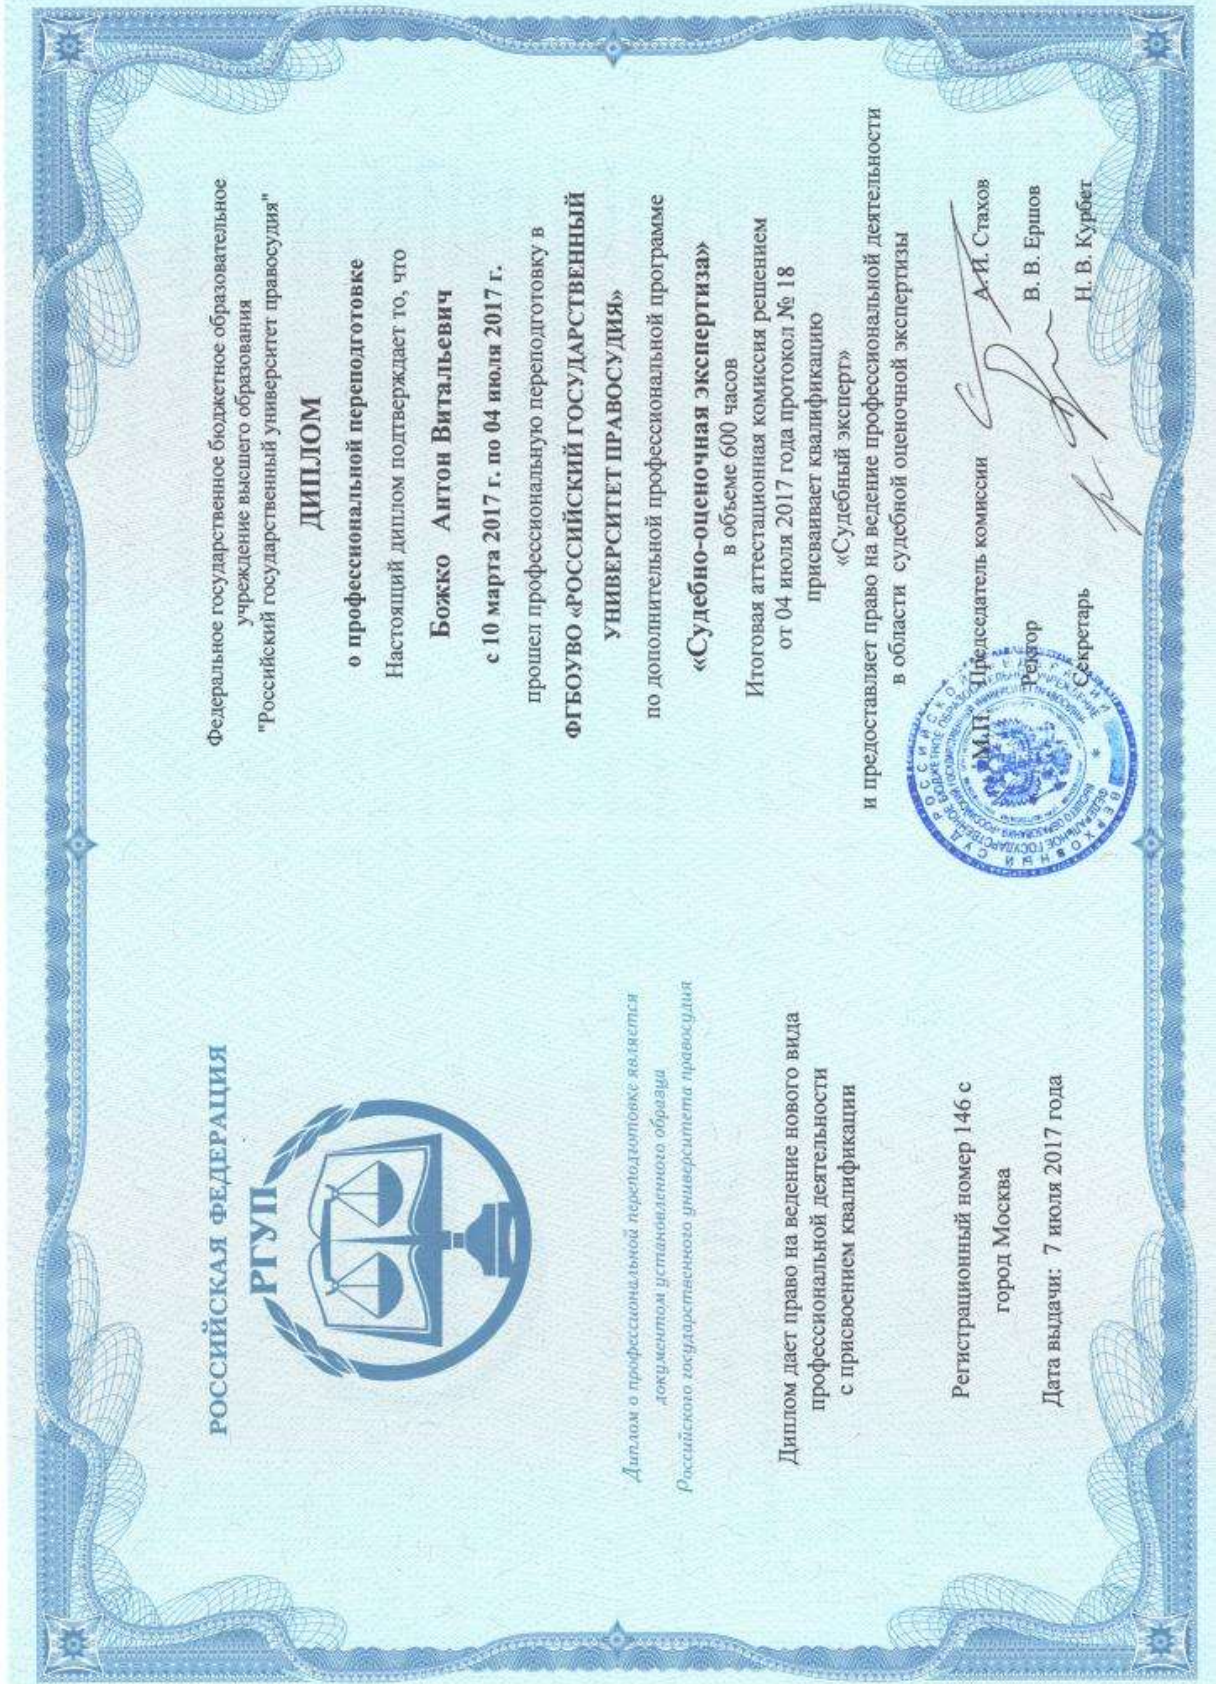 РОССИЙСКАЯ ФЕДЕРАЦИЯ
РГУП
Диплом о профессиональной переподготовке является
документом установленного образца
Российского государственного университета правосудия
Диплом дает право на ведение нового вида
профессиональной деятельности
с присвоением квалификации
Регистрационный номер 146 с
город Москва
Дата выдачи: 7 июля 2017 года
Федеральное государственное бюджетное образовательное
учреждение высшего образования
"Российский государственный университет правосудия"
ДИПЛОМ
о профессиональной переподготовке
Настоящий диплом подтверждает то, что
Божко Антон Витальевич
с 10 марта 2017 г. по 04 июля 2017 г.
прошел профессиональную переподготовку в
ФГБОУВО «РОССИЙСКИЙ ГОСУДАРСТВЕННЫЙ
УНИВЕРСИТЕТ ПРАВОСУДИЯ»
по дополнительной профессиональной программе
«Судебно-оценочная экспертиза»
в объеме 600 часов
Итоговая аттестационная комиссия решением
от 04 июля 2017 года протокол № 18
присваивает квалификацию
«Судебный эксперт»
и предоставляет право на ведение профессиональной деятельности
в области судебной оценочной экспертизы
М.П. Председатель комиссии А.И. Стахов
Ректор В. В. Ершов
Секретарь Н. В. Курбет